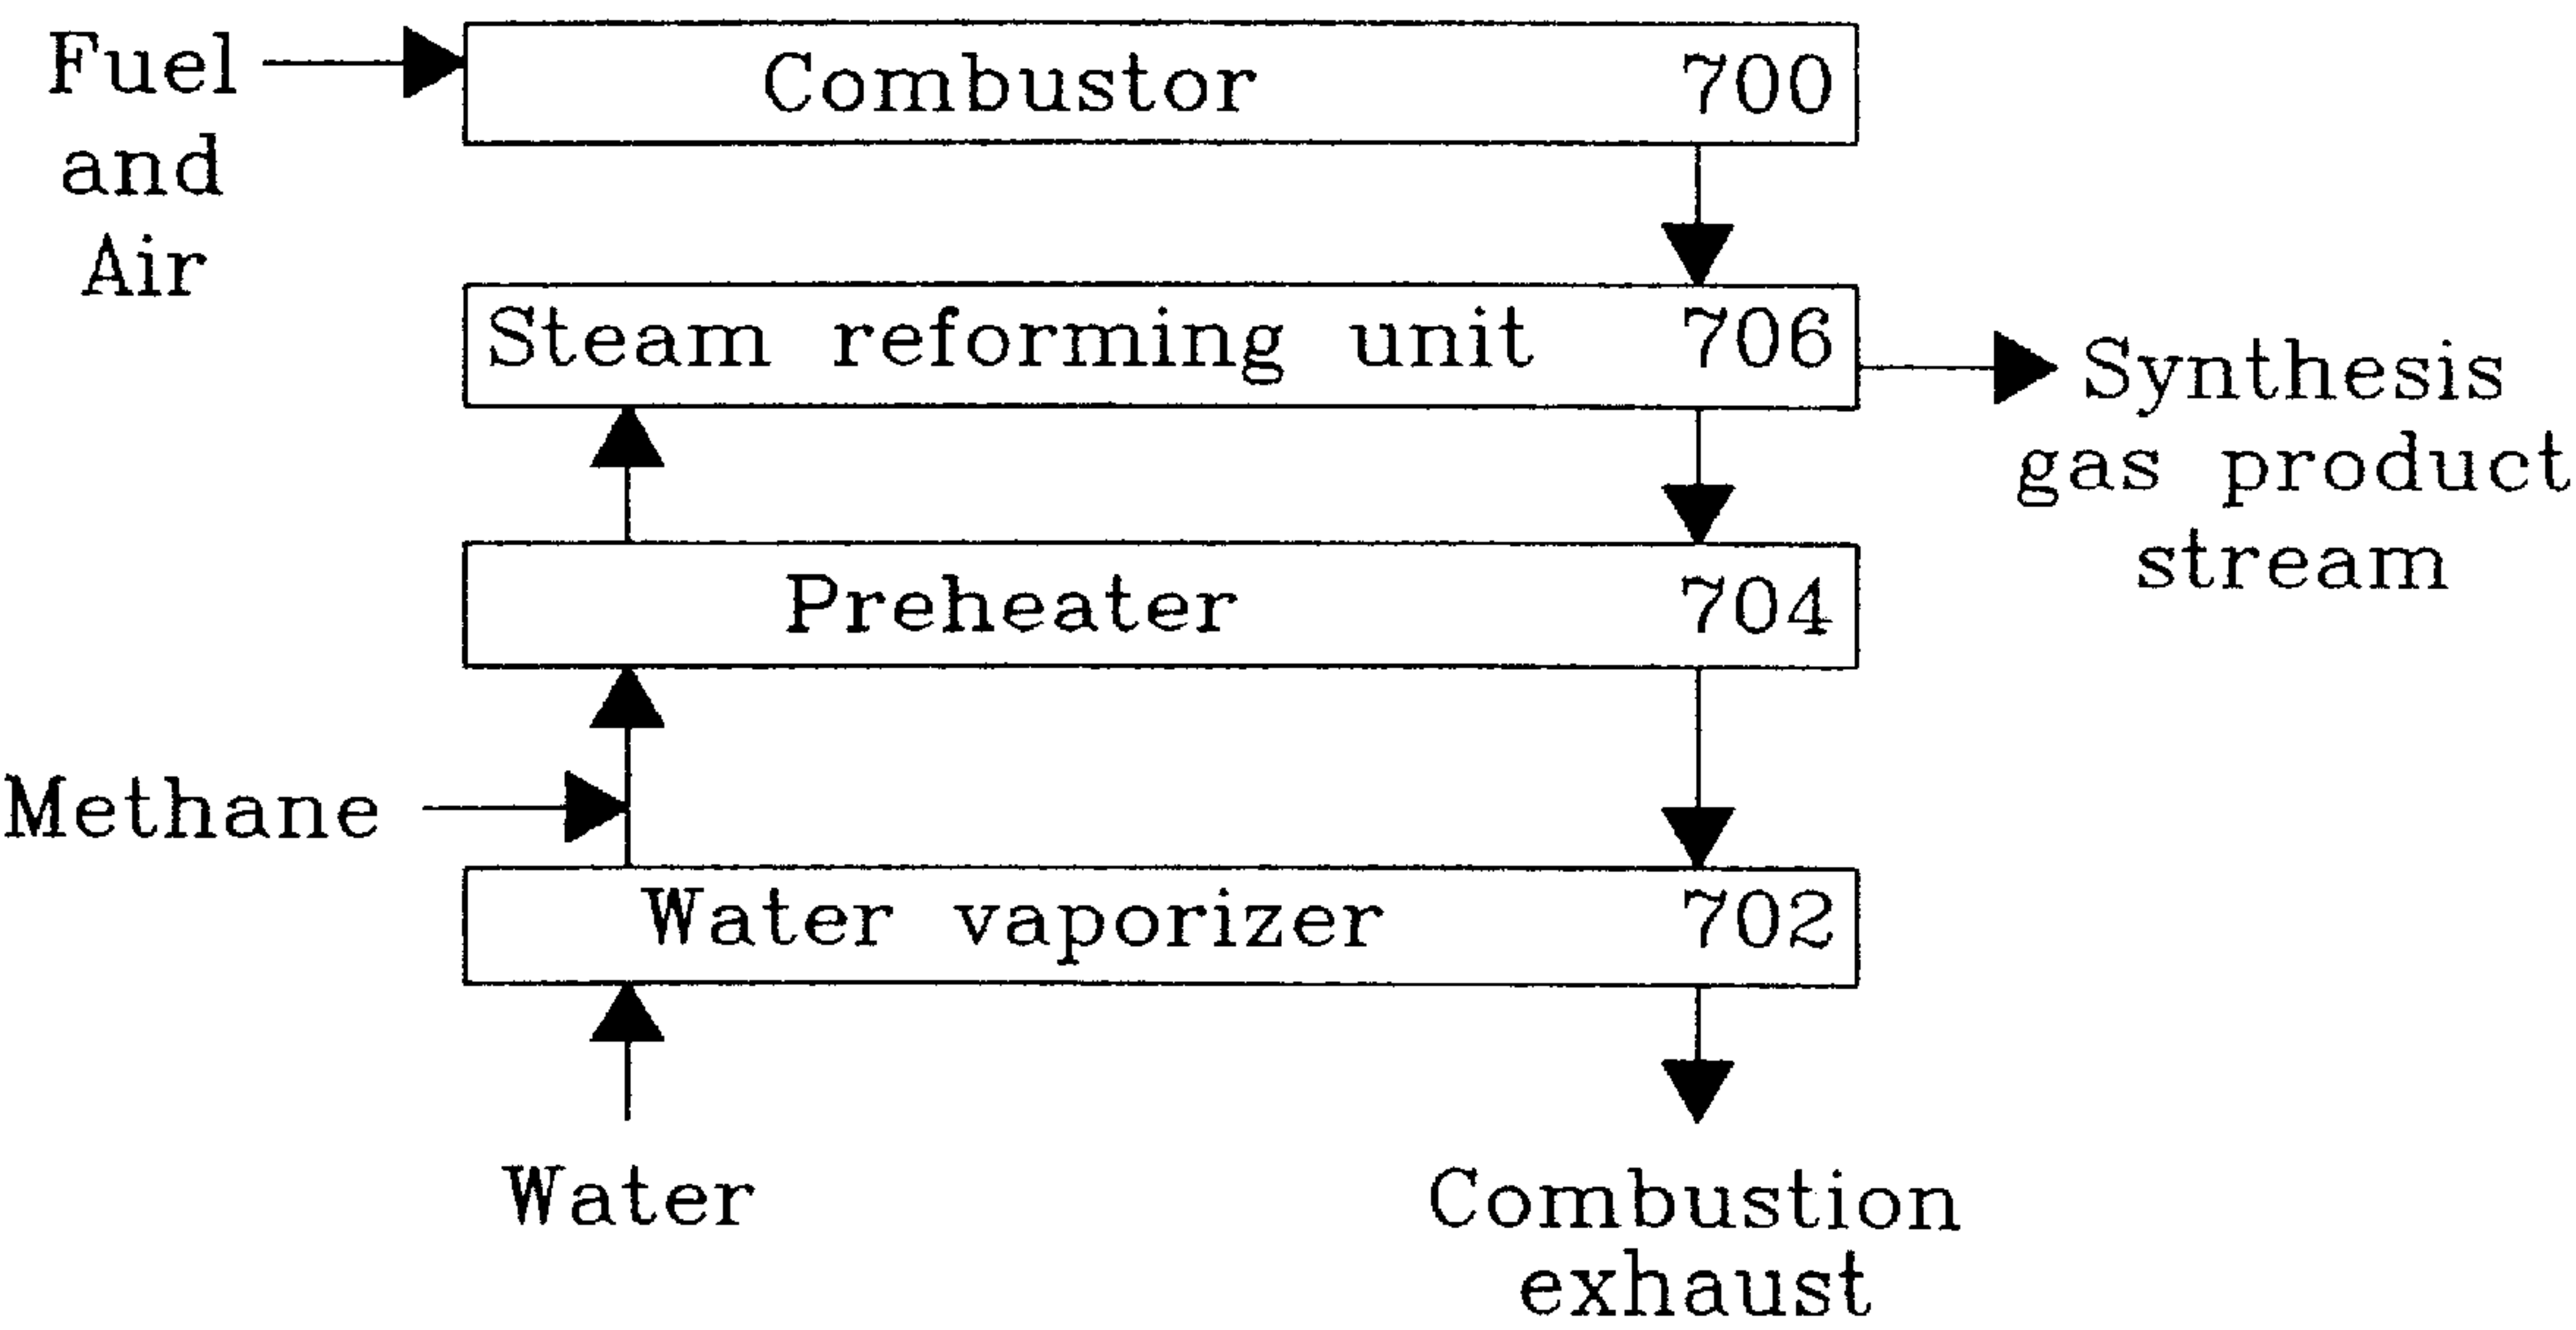 Fuel
and
Air
Combustor 700
Steam reforming unit 706
Synthesis
gas product
stream
Preheater 704
Methane
Water vaporizer 702
Water
Combustion
exhaust